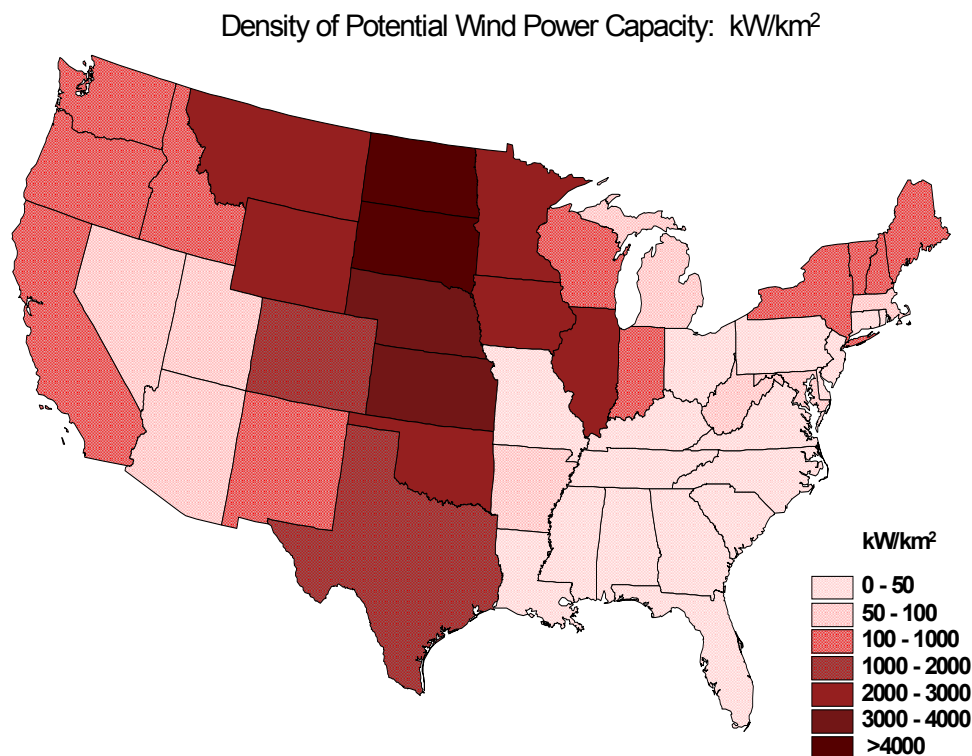 Density of Potential Wind Power Capacity: kW/km²
kW/km²
0 - 50
50 - 100
100 - 1000
1000 - 2000
2000 - 3000
3000 - 4000
>4000